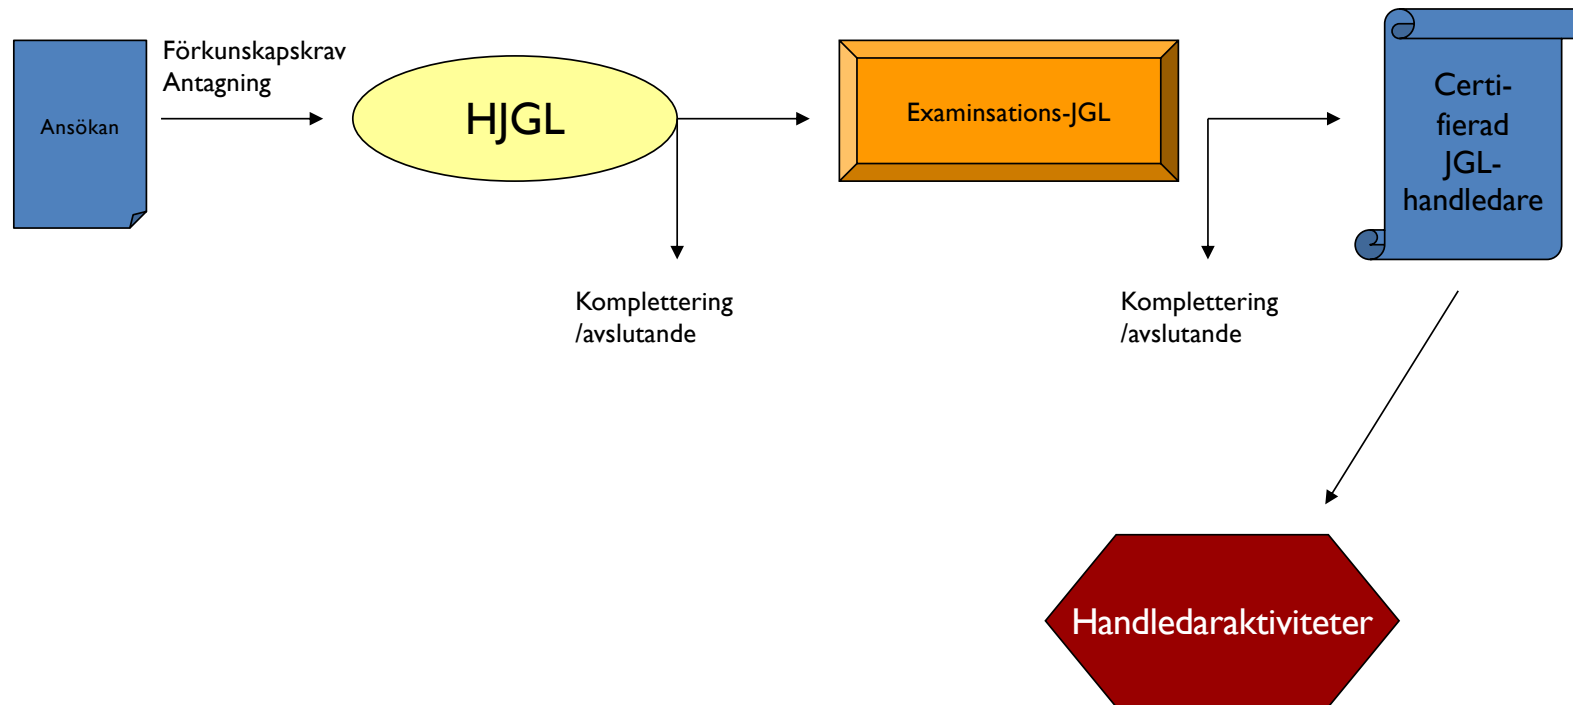 Ansökan
Förkunskapskrav
Antagning
HJGL
Komplettering
/avslutande
Examinsations-JGL
Komplettering
/avslutande
Certi-
fierad
JGL-
handledare
Handledaraktiviteter